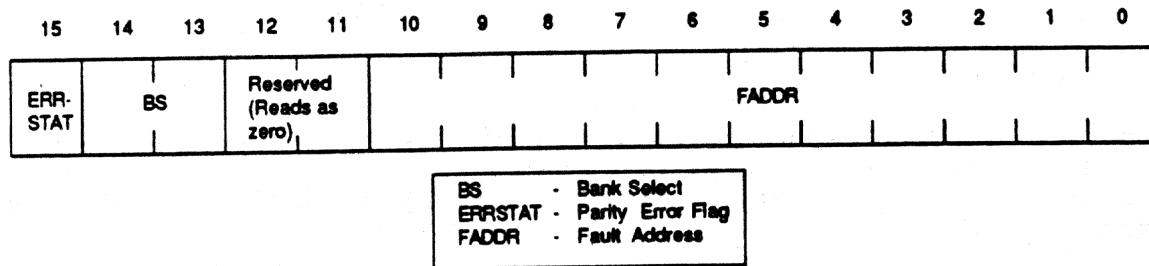 15 14 13 12 11 10 9 8 7 6 5 4 3 2 1 0
ERR-
STAT
BS
Reserved
(Reads as
zero)
FADDR
BS - Bank Select
ERRSTAT - Parity Error Flag
FADDR - Fault Address